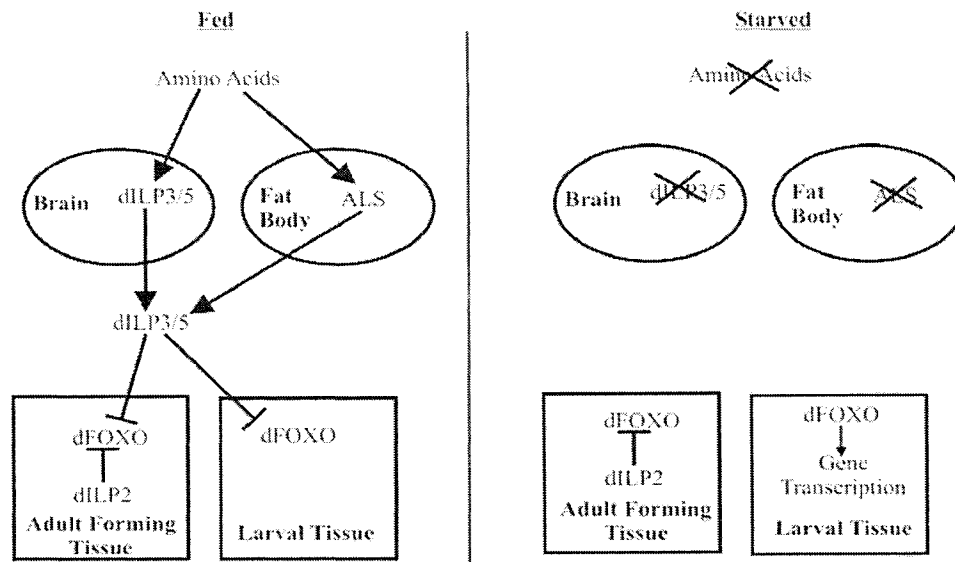 Fed
Amino Acids
Brain
dILP3/5
Fat
Body
ALS
dILP3/5
dFOXO
dILP2
Adult Forming
Tissue
dFOXO
Larval Tissue
Starved
Amino Acids
Brain
dILP3/5
Fat
Body
ALS
dFOXO
dILP2
Adult Forming
Tissue
dFOXO
Gene
Transcription
Larval Tissue